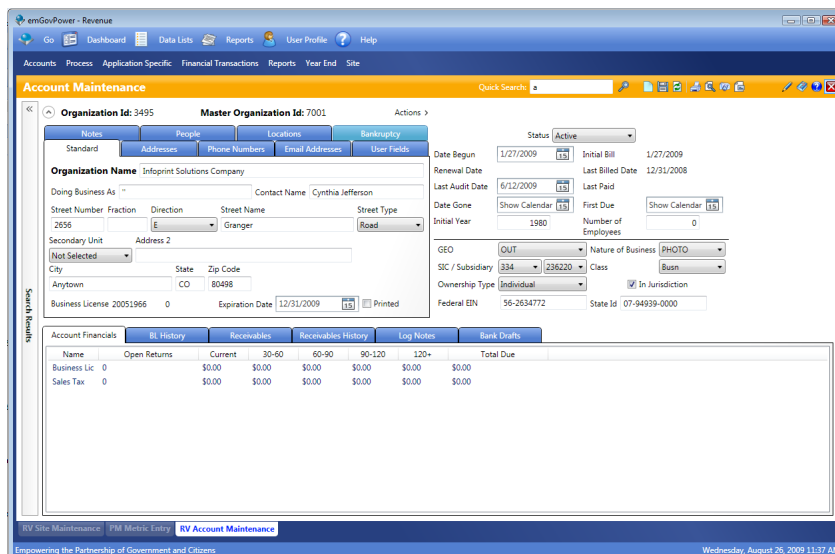 emGovPower - Revenue
Go Dashboard Data Lists Reports User Profile Help
Accounts Process Application Specific Financial Transactions Reports Year End Site
Account Maintenance Quick Search: a
Organization Id: 3495 Master Organization Id: 7001 Actions >
Notes People Locations Bankruptcy
Standard Addresses Phone Numbers Email Addresses User Fields
Organization Name Infoprint Solutions Company
Doing Business As " Contact Name Cynthia Jefferson
Street Number Fraction Direction Street Name Street Type
2656 E Granger Road
Secondary Unit Address 2
Not Selected
City State Zip Code
Anytown CO 80498
Business License 20051966 0 Expiration Date 12/31/2009 15 Printed
Status Active
Date Begun 1/27/2009 15 Initial Bill 1/27/2009
Renewal Date Last Billed Date 12/31/2008
Last Audit Date 6/12/2009 15 Last Paid
Date Gone Show Calendar 15 First Due Show Calendar 15
Initial Year 1980 Number of Employees 0
GEO OUT Nature of Business PHOTO
SIC / Subsidiary 334 236220 Class Busn
Ownership Type Individual In Jurisdiction
Federal EIN 56-2634772 State Id 07-94939-0000
Search Results
Account Financials BL History Receivables Receivables History Log Notes Bank Drafts
Name Open Returns Current 30-60 60-90 90-120 120+ Total Due
Business Lic 0 $0.00 $0.00 $0.00 $0.00 $0.00 $0.00
Sales Tax 0 $0.00 $0.00 $0.00 $0.00 $0.00 $0.00
RV Site Maintenance PM Metric Entry RV Account Maintenance
Empowering the Partnership of Government and Citizens Wednesday, August 26, 2009 11:37 AM